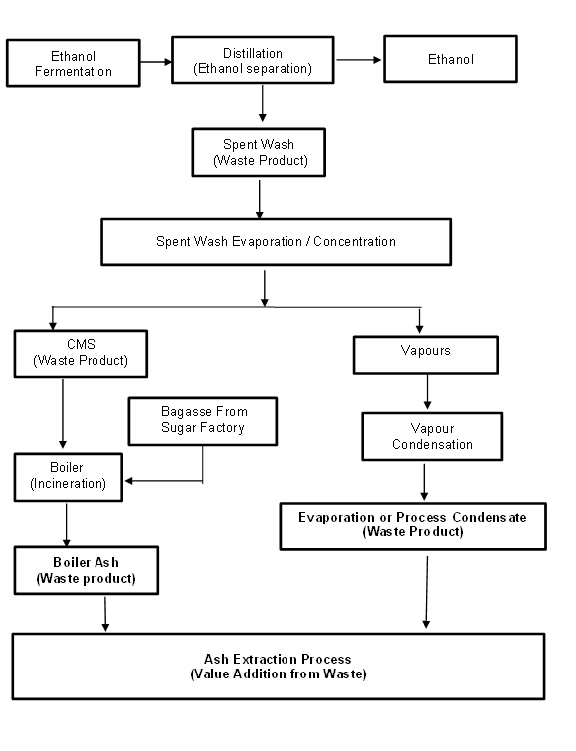 Ethanol
Fermentation
Distillation
(Ethanol separation)
Ethanol
Spent Wash
(Waste Product)
Spent Wash Evaporation / Concentration
CMS
(Waste Product)
Vapours
Bagasse From
Sugar Factory
Vapour
Condensation
Boiler
(Incineration)
Evaporation or Process Condensate
(Waste Product)
Boiler Ash
(Waste product)
Ash Extraction Process
(Value Addition from Waste)